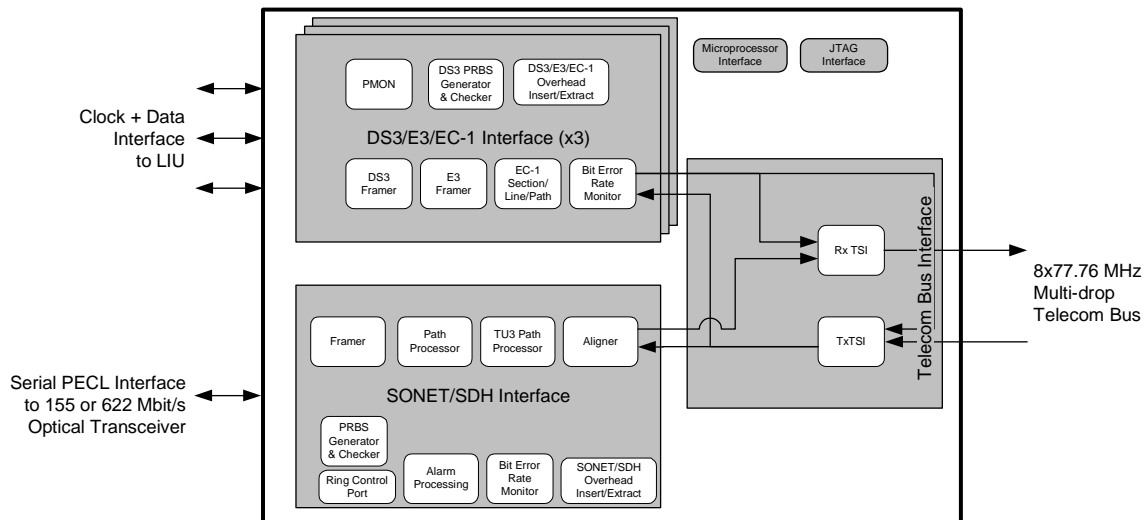 Microprocessor
Interface
JTAG
Interface
PMON
DS3 PRBS
Generator
& Checker
DS3/E3/EC-1
Overhead
Insert/Extract
Clock + Data
Interface
to LIU
DS3/E3/EC-1 Interface (x3)
DS3
Framer
E3
Framer
EC-1
Section/
Line/Path
Bit Error
Rate
Monitor
Rx TSI
TxTSI
Telecom Bus Interface
8x77.76 MHz
Multi-drop
Telecom Bus
Framer
Path
Processor
TU3 Path
Processor
Aligner
Serial PECL Interface
to 155 or 622 Mbit/s
Optical Transceiver
SONET/SDH Interface
PRBS
Generator
& Checker
Ring Control
Port
Alarm
Processing
Bit Error
Rate
Monitor
SONET/SDH
Overhead
Insert/Extract